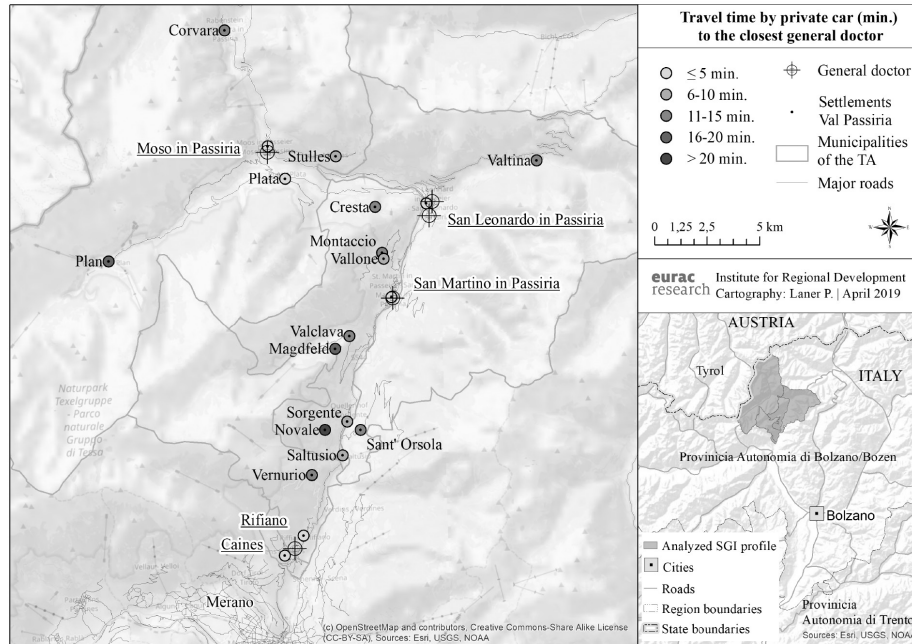 Corvara
Moso in Passiria
Stulles
Valtina
Plata
Cresta
San Leonardo in Passiria
Montaccio
Vallone
Plan
San Martino in Passiria
Valclava
Magdfeld
Naturpark
Texelgruppe
- Parco
naturale
Gruppo
di Tessa
Sorgente
Novale
Sant' Orsola
Saltusio
Vernurio
Rifiano
Caines
Merano
(c) OpenStreetMap and contributors, Creative Commons-Share Alike License
(CC-BY-SA), Sources: Esri, USGS, NOAA
Travel time by private car (min.)
to the closest general doctor
≤ 5 min.
6-10 min.
11-15 min.
16-20 min.
> 20 min.
General doctor
Settlements
Val Passiria
Municipalities
of the TA
Major roads
0 1,25 2,5 5 km
N
eurac
research
Institute for Regional Development
Cartography: Laner P. | April 2019
AUSTRIA
Tyrol
ITALY
Provinicia Autonomia di Bolzano/Bozen
Bolzano
Analyzed SGI profile
Cities
Roads
Region boundaries
State boundaries
Provinicia
Autonomia di Trento
Sources: Esri, USGS, NOAA